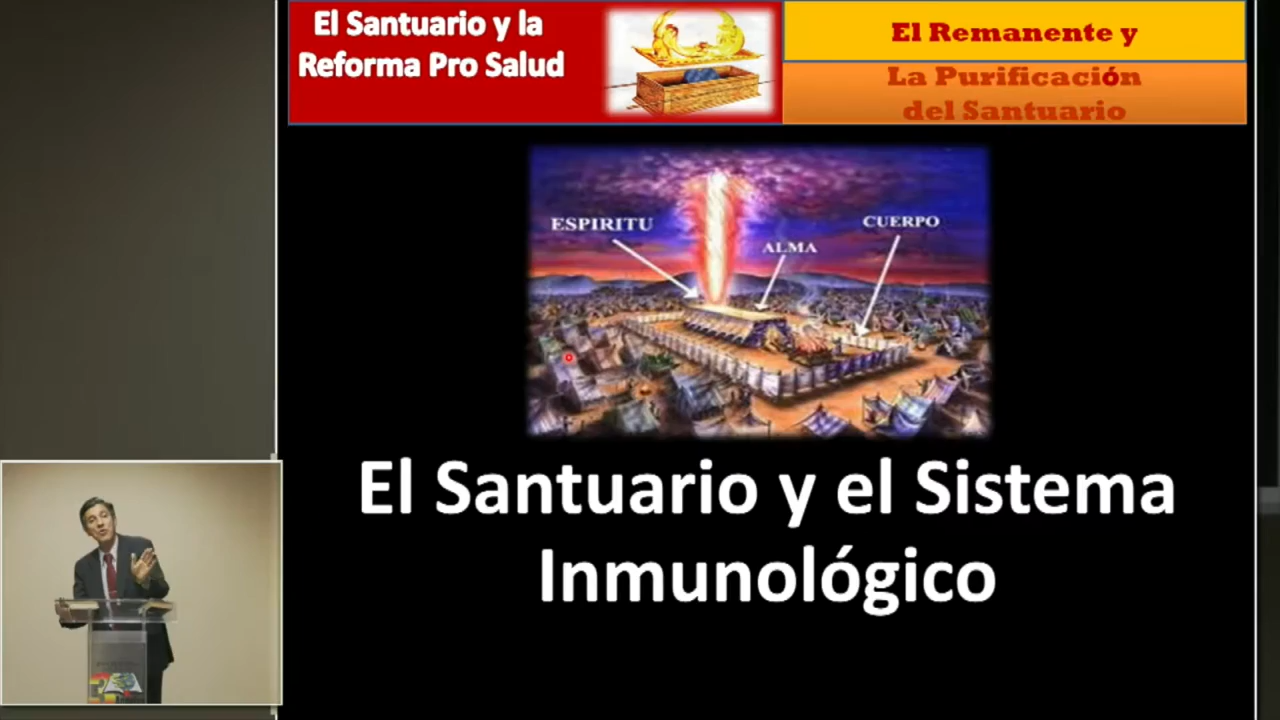 El Santuario y la
Reforma Pro Salud
El Remanente y
La Purificación
del Santuario
ESPIRITU
ALMA
CUERPO
El Santuario y el Sistema
Inmunológico